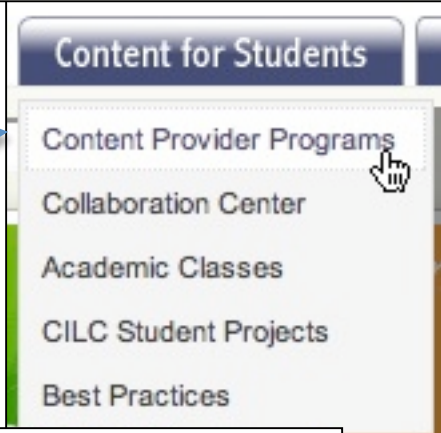 Content for Students
Content Provider Programs
Collaboration Center
Academic Classes
CILC Student Projects
Best Practices